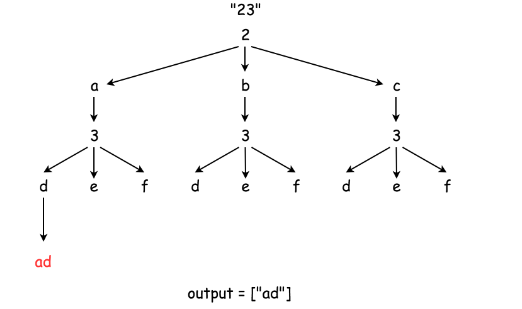 "23"
2
a b c
3 3 3
d e f d e f d e f
ad
output = ["ad"]